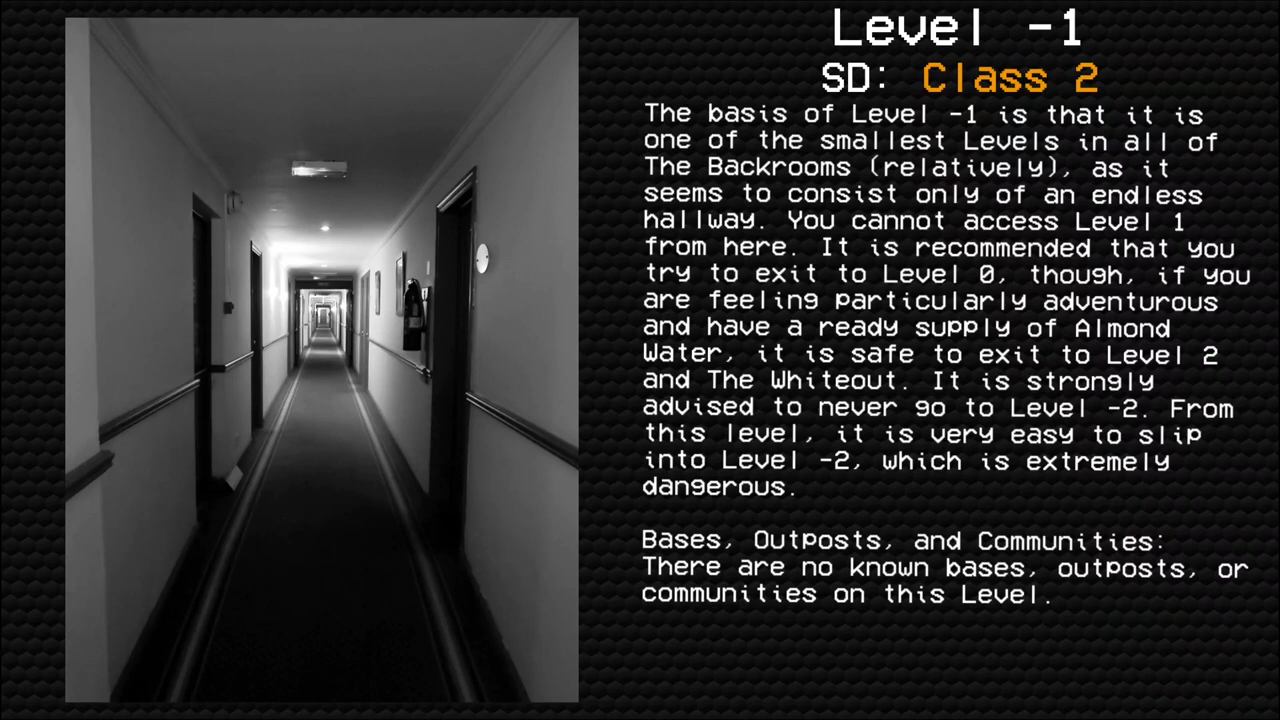 Level -1
SD: Class 2
The basis of Level -1 is that it is
one of the smallest Levels in all of
The Backrooms (relatively), as it
seems to consist only of an endless
hallway. You cannot access Level 1
from here. It is recommended that you
try to exit to Level 0, though, if you
are feeling particularly adventurous
and have a ready supply of Almond
Water, it is safe to exit to Level 2
and The Whiteout. It is strongly
advised to never go to Level -2. From
this level, it is very easy to slip
into Level -2, which is extremely
dangerous.
Bases, Outposts, and Communities:
There are no known bases, outposts, or
communities on this Level.